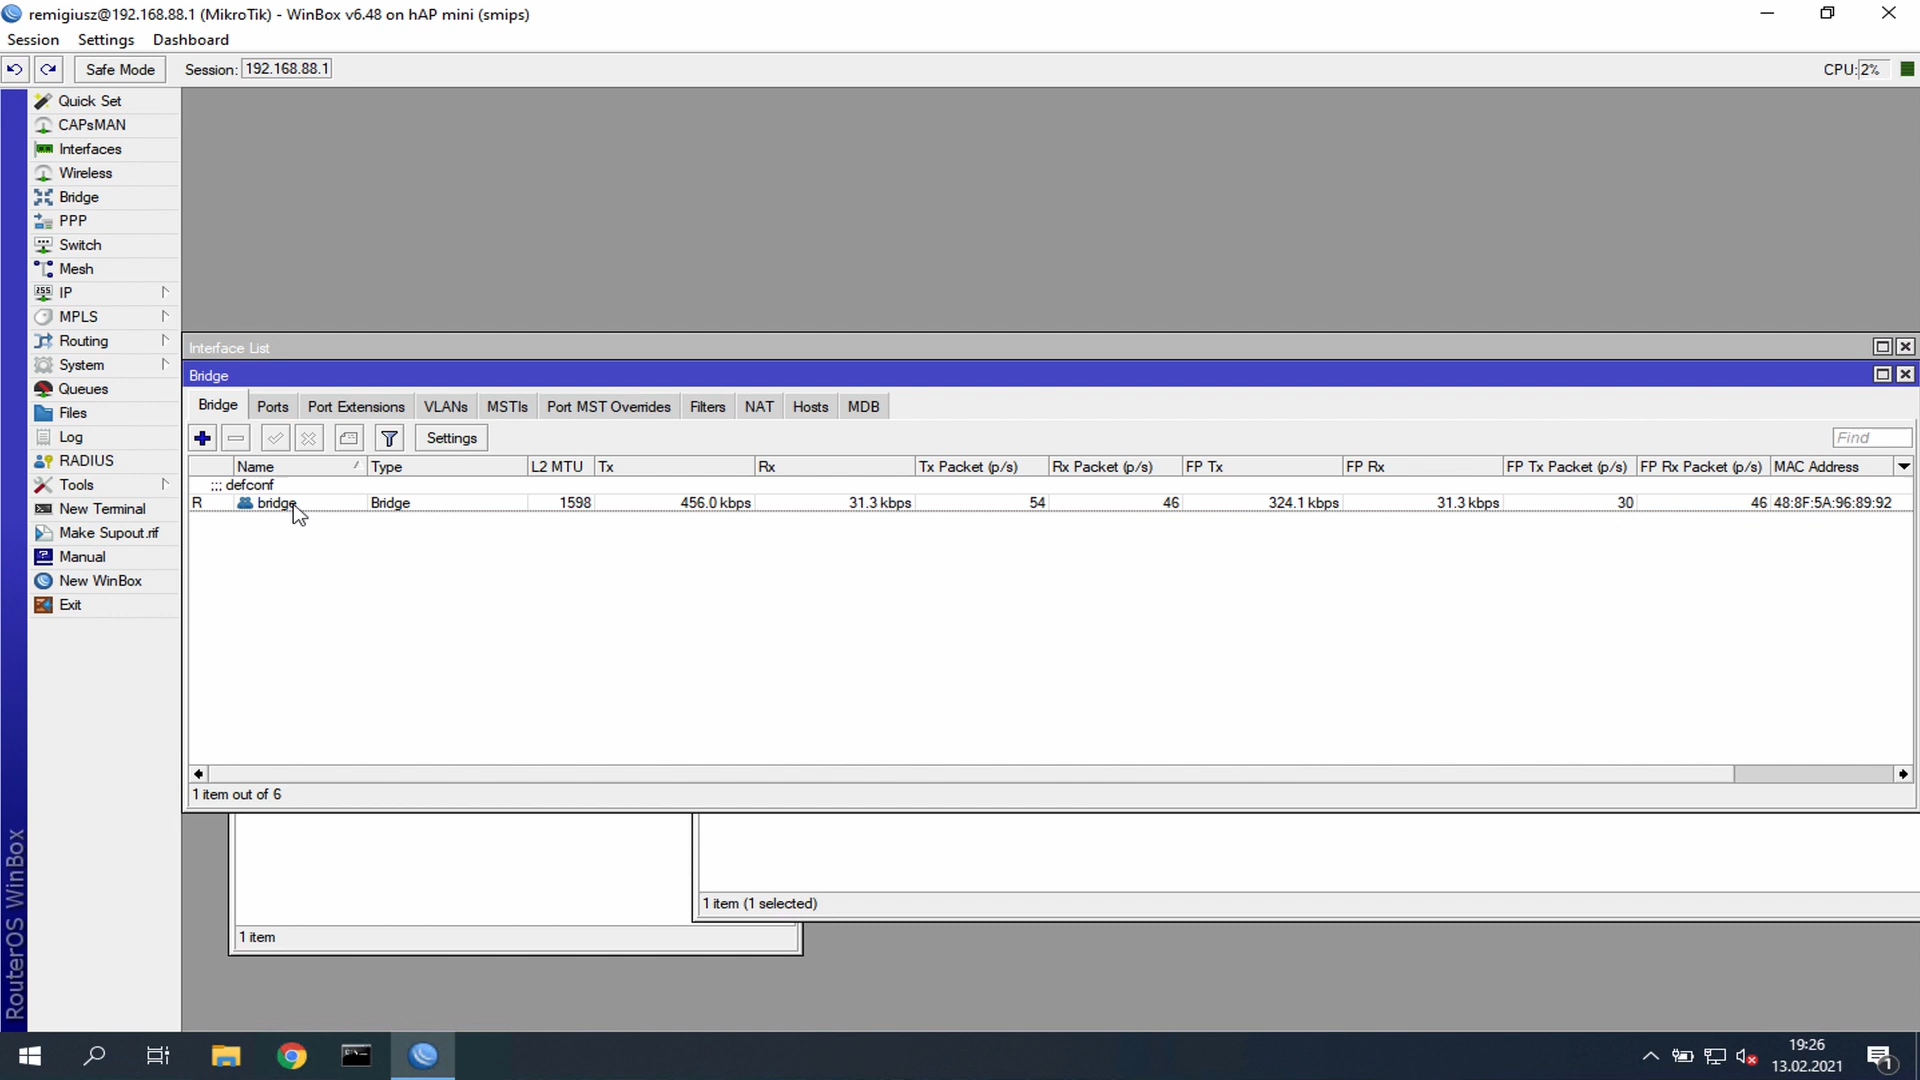 remigiusz@192.168.88.1 (MikroTik) - WinBox v6.48 on hAP mini (smips)
Session Settings Dashboard
Safe Mode Session: 192.168.88.1 CPU: 2%
Quick Set
CAPsMAN
Interfaces
Wireless
Bridge
PPP
Switch
Mesh
IP
MPLS
Routing
System
Queues
Files
Log
RADIUS
Tools
New Terminal
Make Supout.rif
Manual
New WinBox
Exit
RouterOS WinBox
Interface List
Bridge
Bridge Ports Port Extensions VLANs MSTIs Port MST Overrides Filters NAT Hosts MDB
Settings Find
Name Type L2 MTU Tx Rx Tx Packet (p/s) Rx Packet (p/s) FP Tx FP Rx FP Tx Packet (p/s) FP Rx Packet (p/s) MAC Address
;;; defconf
R bridge Bridge 1598 456.0 kbps 31.3 kbps 54 46 324.1 kbps 31.3 kbps 30 46 48:8F:5A:96:89:92
1 item out of 6
1 item (1 selected)
1 item
19:26
13.02.2021
1